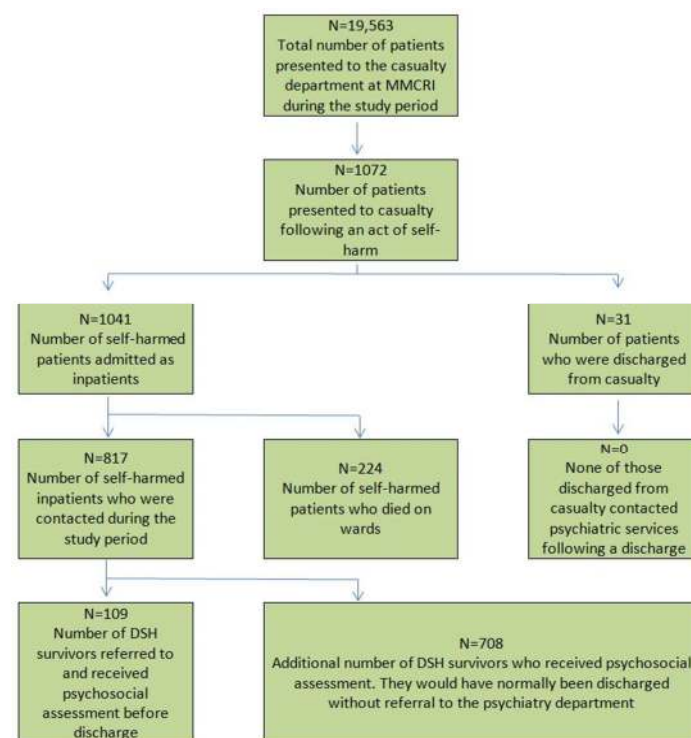 N=19,563
Total number of patients
presented to the casualty
department at MMCRI
during the study period
N=1072
Number of patients
presented to casualty
following an act of self-
harm
N=1041
Number of self-harmed
patients admitted as
inpatients
N=31
Number of patients
who were discharged
from casualty
N=817
Number of self-harmed
inpatients who were
contacted during the
study period
N=224
Number of self-harmed
patients who died on
wards
N=0
None of those
discharged from
casualty contacted
psychiatric services
following a discharge
N=109
Number of DSH
survivors referred to
and received
psychosocial
assessment before
discharge
N=708
Additional number of DSH survivors who received psychosocial
assessment. They would have normally been discharged
without referral to the psychiatry department